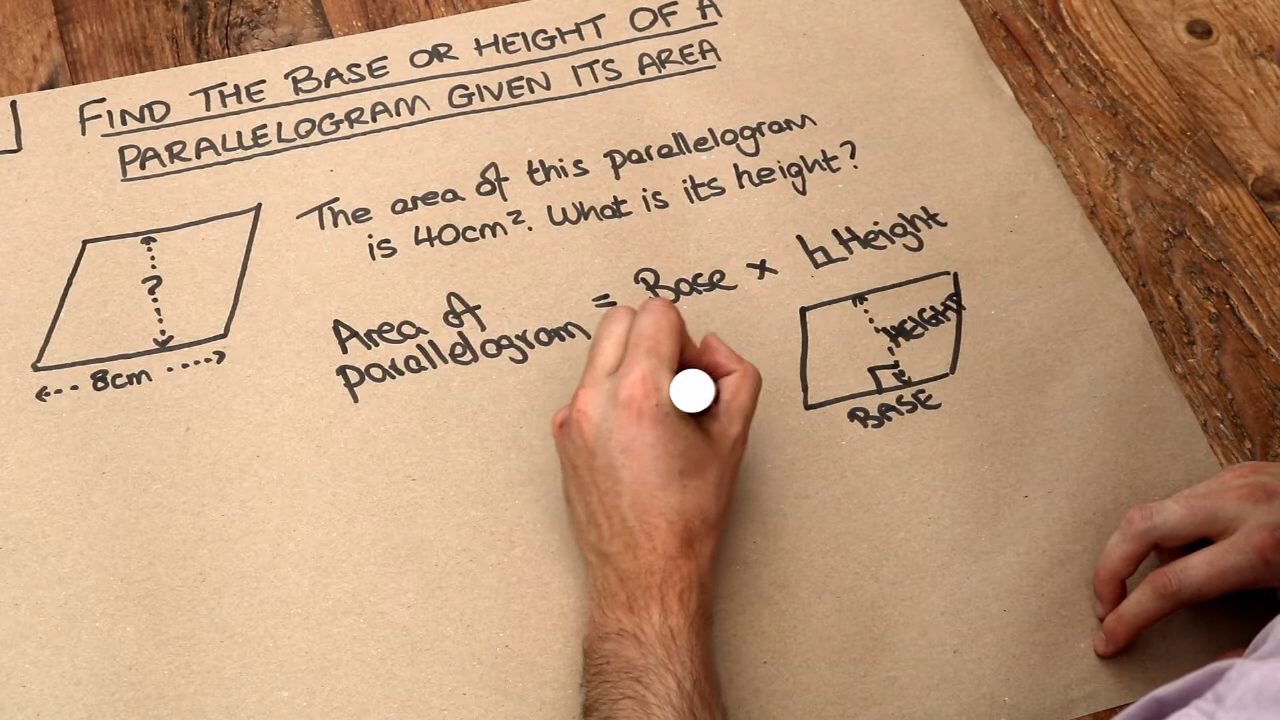 FIND THE BASE OR HEIGHT OF A
PARALLELOGRAM GIVEN ITS AREA
The area of this parallelogram
is 40cm². What is its height?
?
8cm
Area of
parallelogram = Base × Height
HEIGHT
BASE